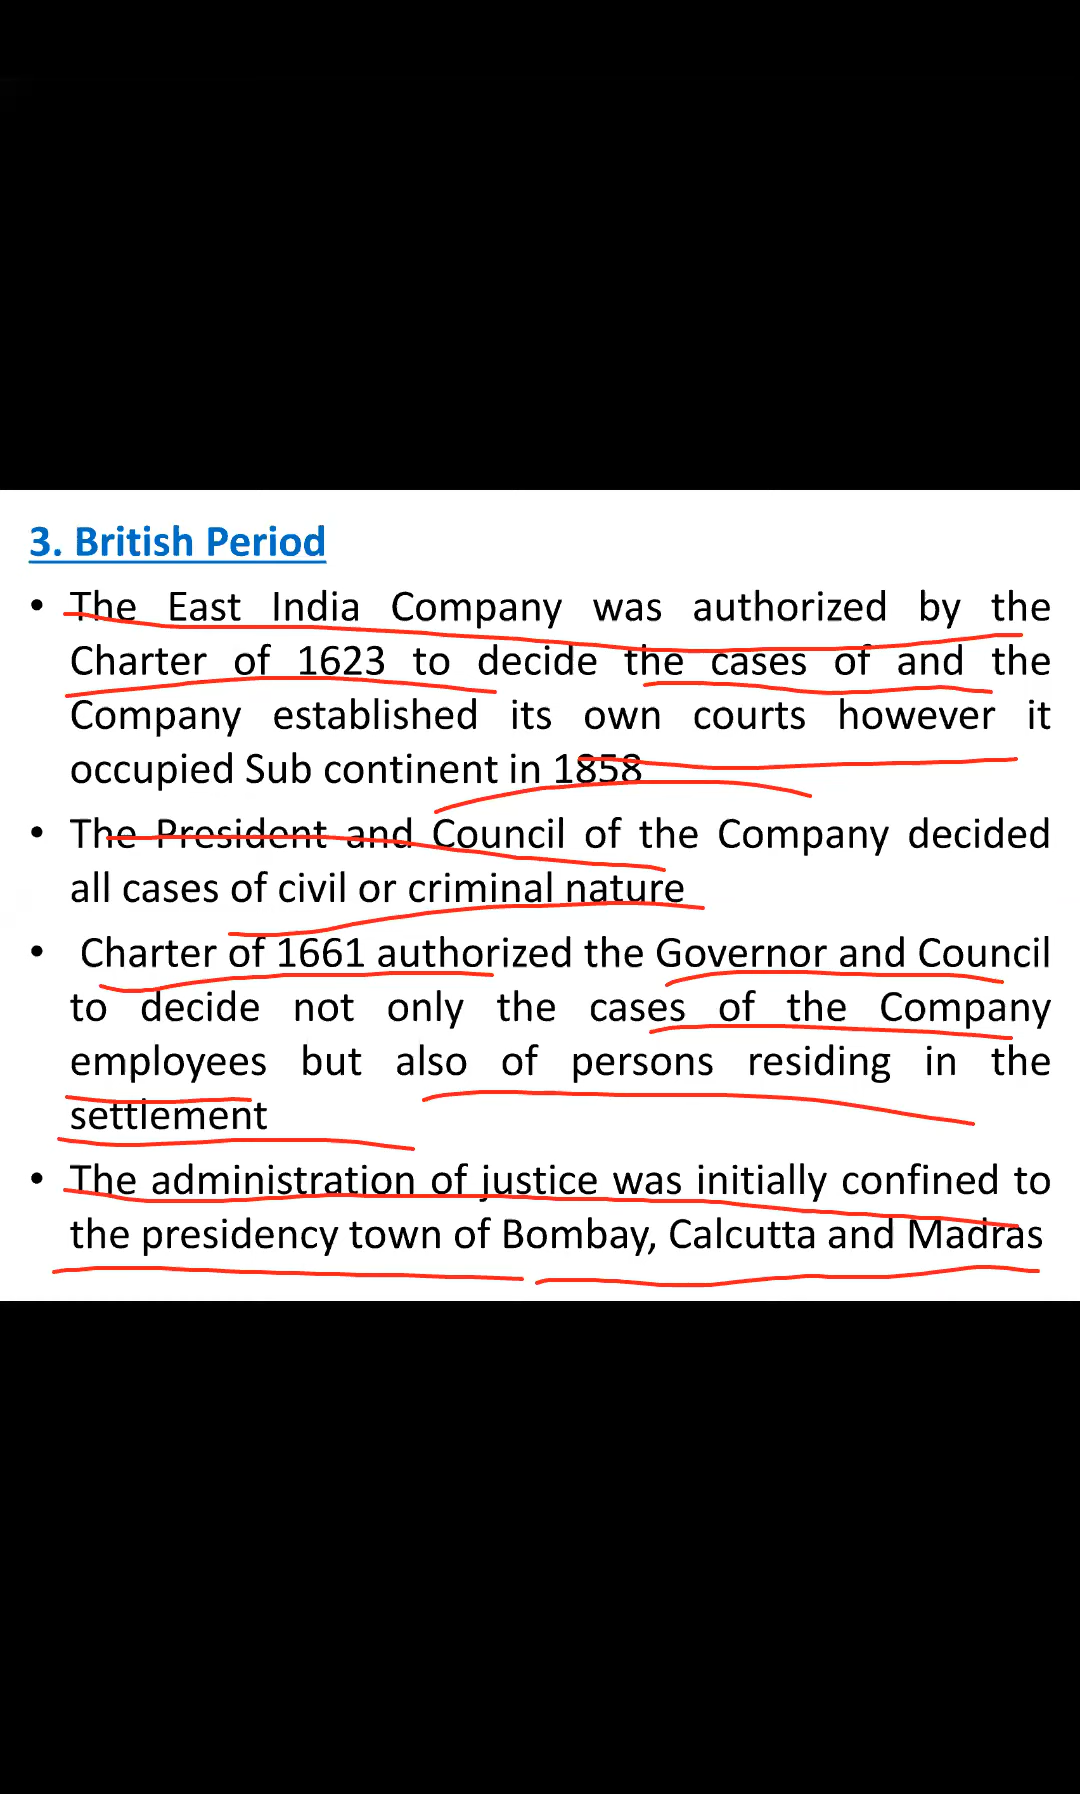 3. British Period
• The East India Company was authorized by the
Charter of 1623 to decide the cases of and the
Company established its own courts however it
occupied Sub continent in 1858
• The President and Council of the Company decided
all cases of civil or criminal nature
• Charter of 1661 authorized the Governor and Council
to decide not only the cases of the Company
employees but also of persons residing in the
settlement
• The administration of justice was initially confined to
the presidency town of Bombay, Calcutta and Madras